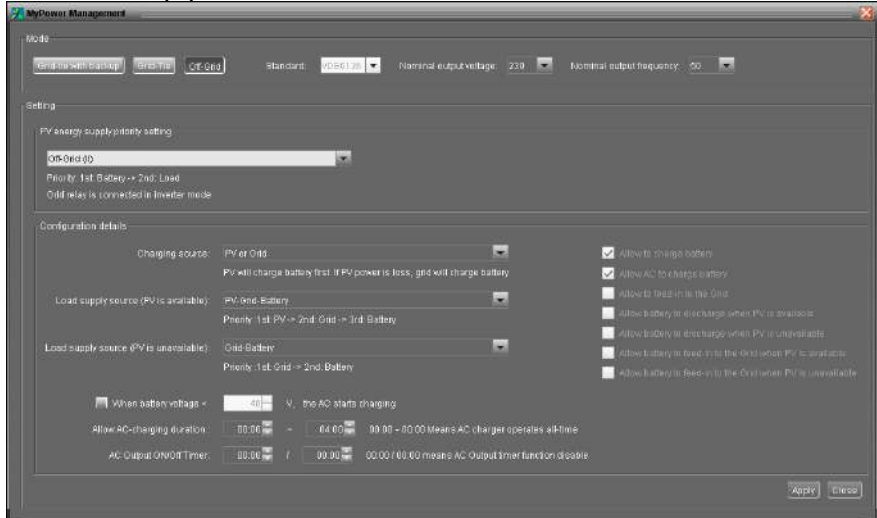 MyPower Management
Mode
Grid-tie with backup Grid-Tie Off-Grid Standard: VDE0126 Nominal output voltage: 230 Nominal output frequency: 50
Setting
PV energy supply priority setting
Off-Grid (II)
Priority: 1st: Battery -> 2nd: Load
Grid relay is connected in inverter mode
Configuration details
Charging source: PV or Grid
PV will charge battery first. If PV power is loss, grid will charge battery
Load supply source (PV is available): PV-Grid-Battery
Priority :1st: PV-> 2nd: Grid -> 3rd: Battery
Load supply source (PV is unavailable): Grid-Battery
Priority :1st: Grid -> 2nd: Battery
When battery voltage < 48 V, the AC starts charging
Allow AC-charging duration: 00:00 ~ 04:00 00:00 ~ 00:00 Means AC charger operates all-time
AC Output ON/Off Timer: 00:00 / 00:00 00:00 / 00:00 means AC Output timer function disable
Allow to charge battery
Allow AC to charge battery
Allow to feed-in to the Grid
Allow battery to discharge when PV is available
Allow battery to discharge when PV is unavailable
Allow battery to feed-in to the Grid when PV is available
Allow battery to feed-in to the Grid when PV is unavailable
Apply Close